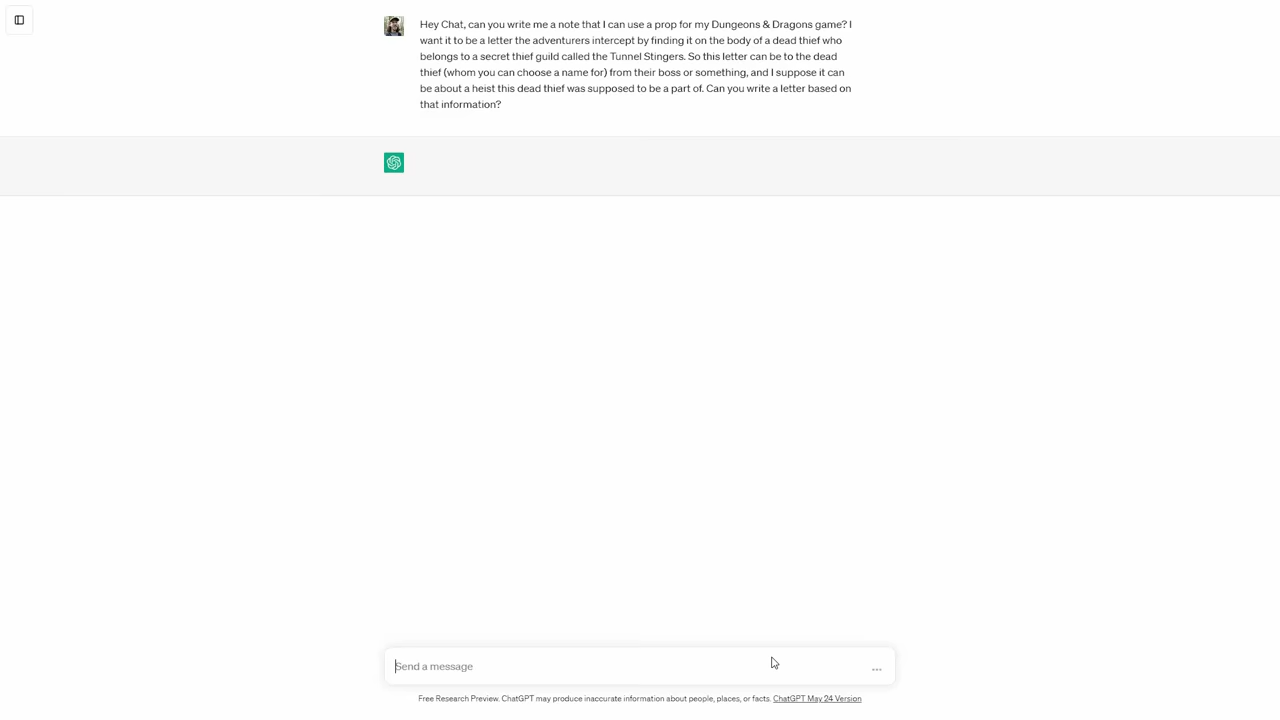 Hey Chat, can you write me a note that I can use a prop for my Dungeons & Dragons game? I
want it to be a letter the adventurers intercept by finding it on the body of a dead thief who
belongs to a secret thief guild called the Tunnel Stingers. So this letter can be to the dead
thief (whom you can choose a name for) from their boss or something, and I suppose it can
be about a heist this dead thief was supposed to be a part of. Can you write a letter based on
that information?
Send a message
Free Research Preview. ChatGPT may produce inaccurate information about people, places, or facts. ChatGPT May 24 Version